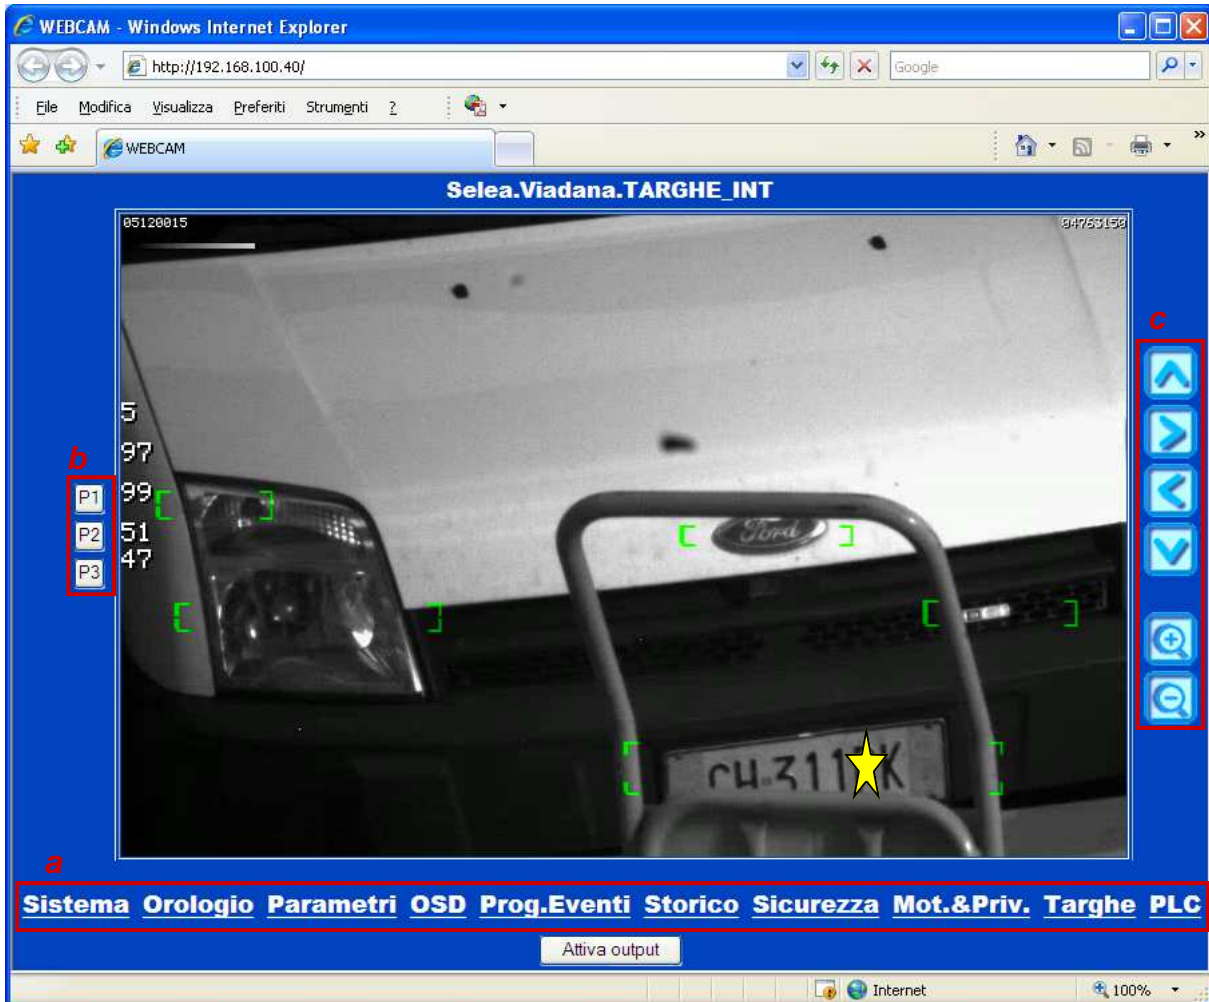 WEBCAM - Windows Internet Explorer
http://192.168.100.40/
Google
File Modifica Visualizza Preferiti Strumenti ?
WEBCAM
Selea.Viadana.TARGHE_INT
05120015
04763159
c
5
97
b
P1
99
P2
51
P3
47
Ford
a
Sistema Orologio Parametri OSD Prog.Eventi Storico Sicurezza Mot.&Priv. Targhe PLC
Attiva output
Internet
100%